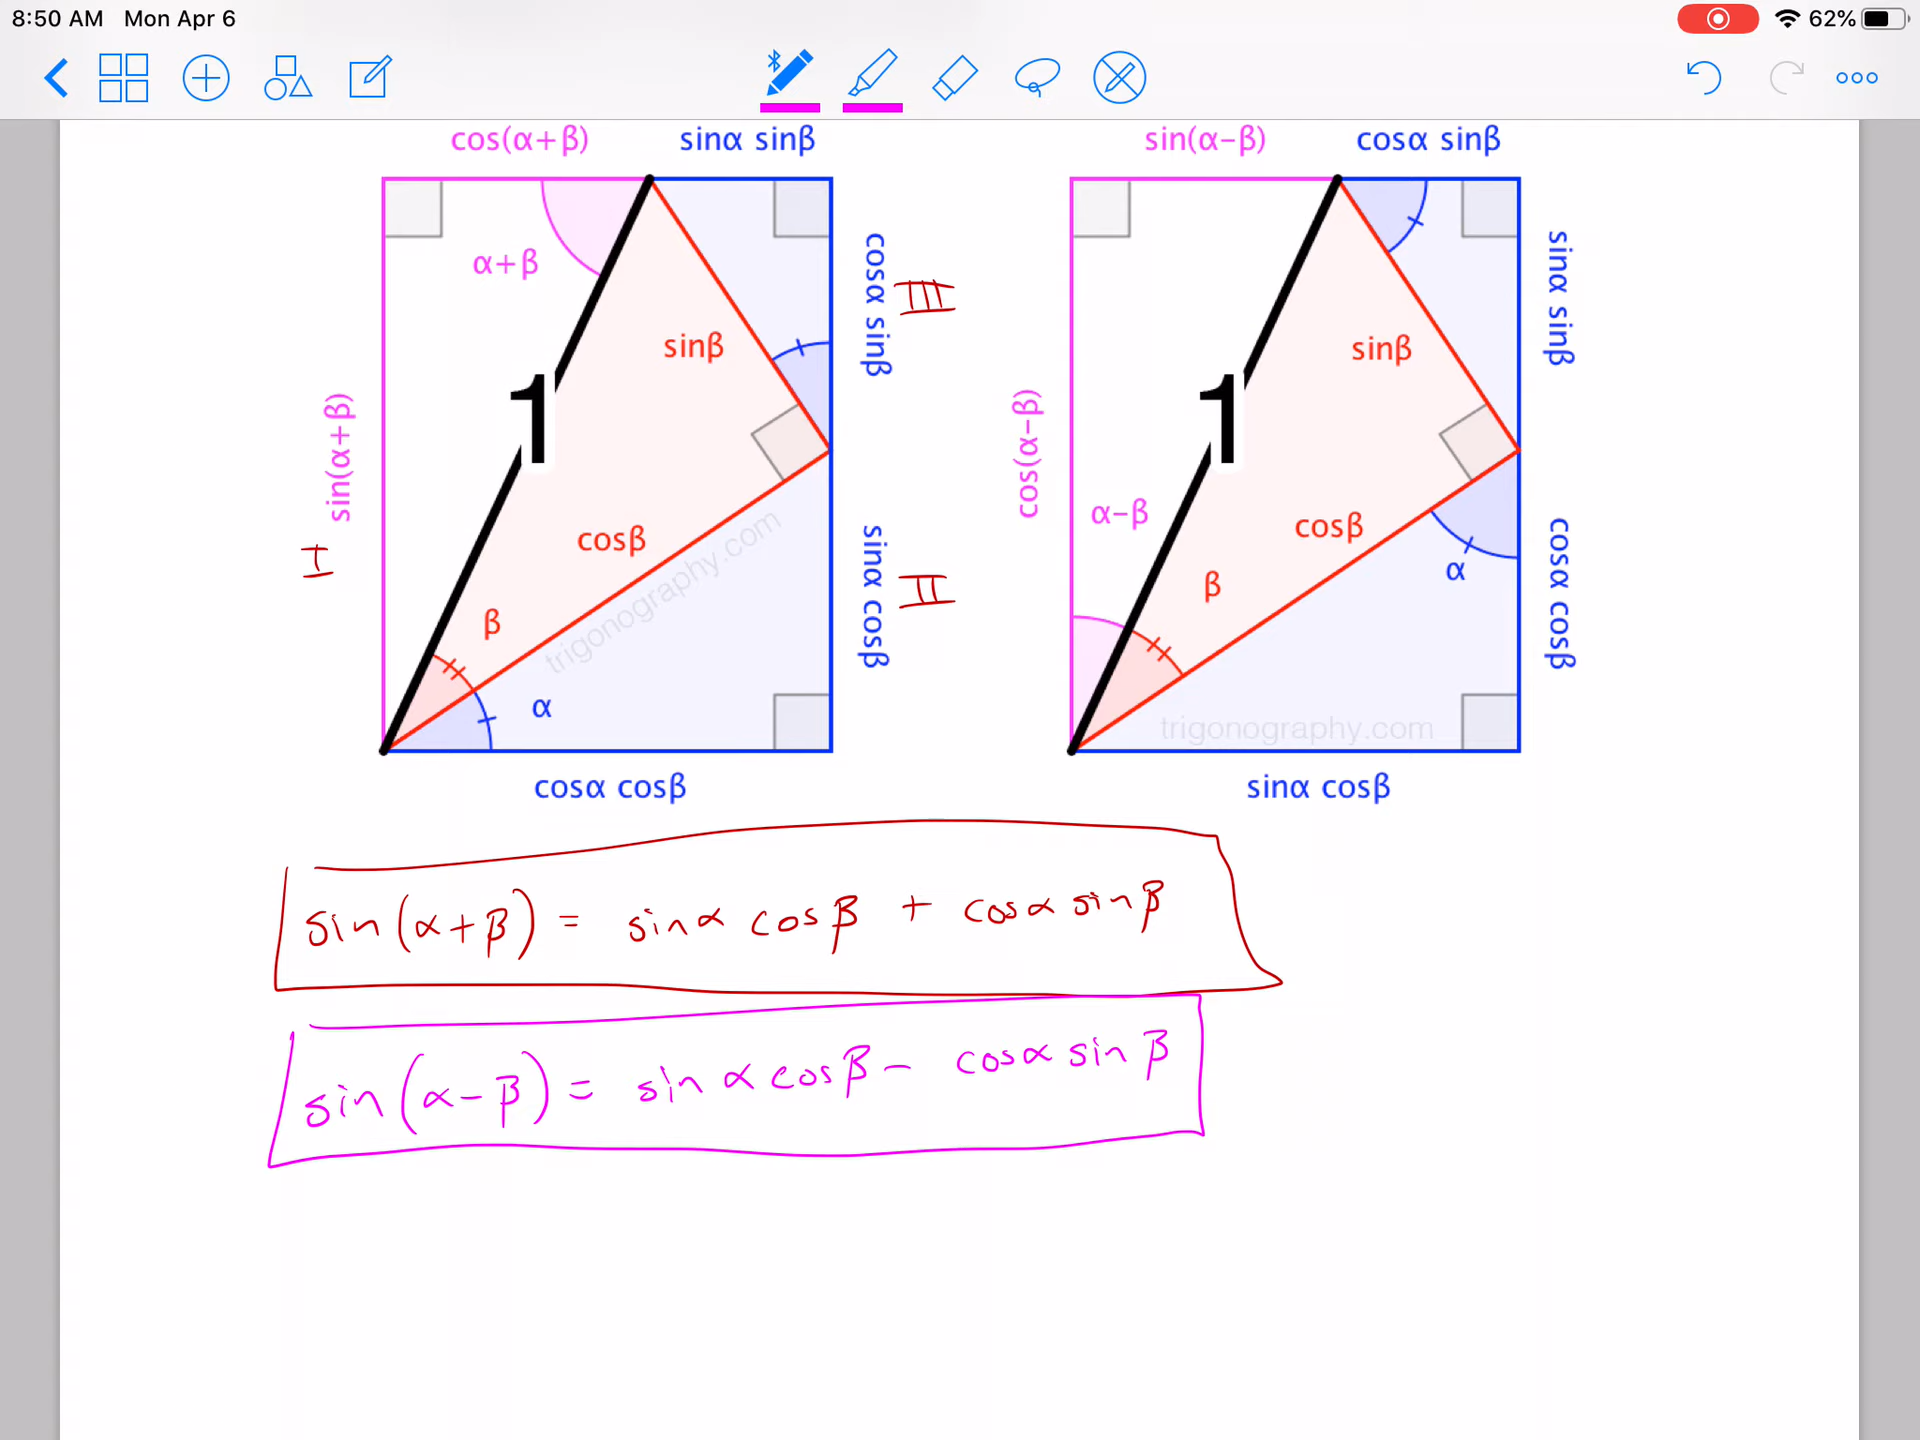 8:50 AM Mon Apr 6
62%
cos(α+β) sinα sinβ
sin(α−β) cosα sinβ
α+β
cosα sinβ
III
sinβ
1
sin(α+β)
cosβ
I
sinα cosβ
II
β
α
trigonography.com
cosα cosβ
sinα sinβ
sinβ
1
cos(α−β)
α−β
cosβ
β
α
cosα cosβ
trigonography.com
sinα cosβ
sin(α+β) = sinα cosβ + cosα sinβ
sin(α−β) = sinα cosβ − cosα sinβ